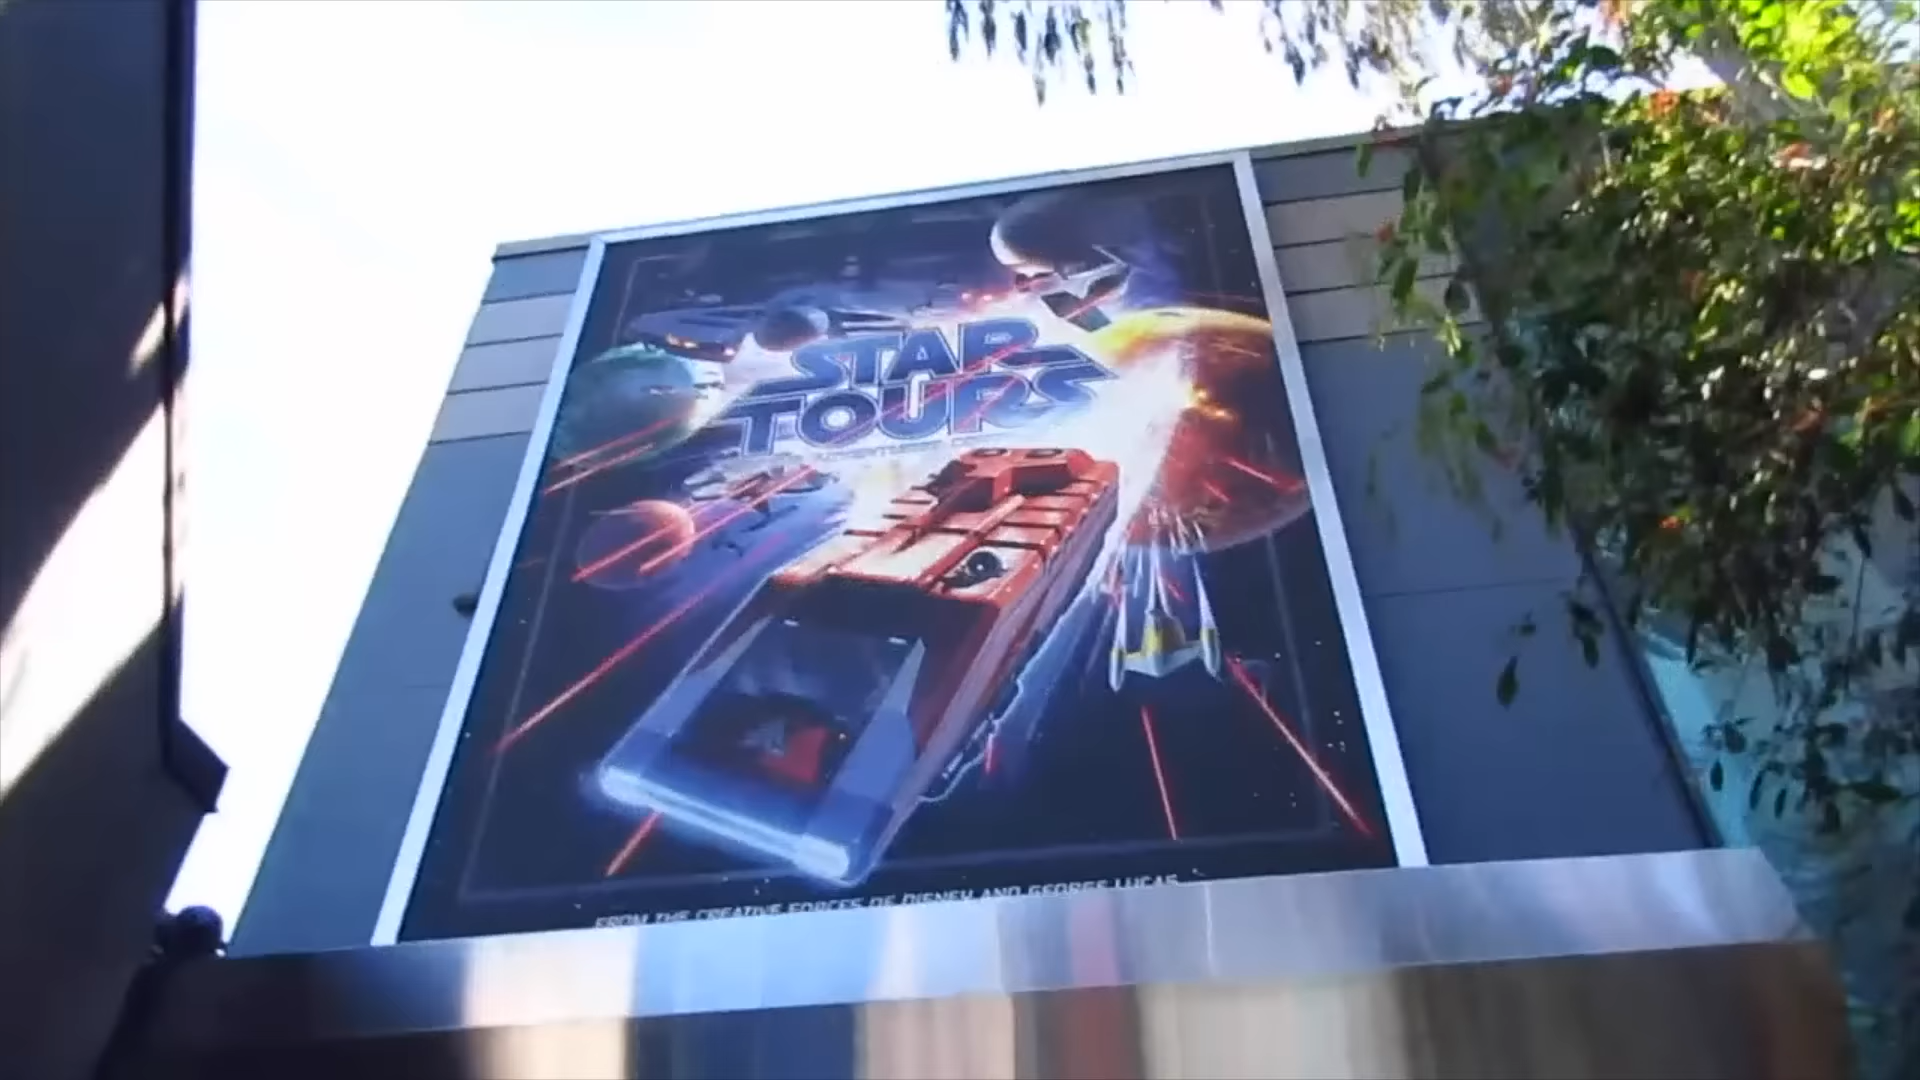 STAR
TOURS
FROM THE CREATIVE FORCES OF DISNEY AND GEORGE LUCAS